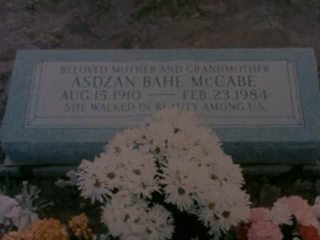 BELOVED MOTHER AND GRANDMOTHER
ASDZAN BAHE McCABE
AUG. 15. 1910. — FEB. 23. 1984
SHE WALKED IN BEAUTY AMONG US.